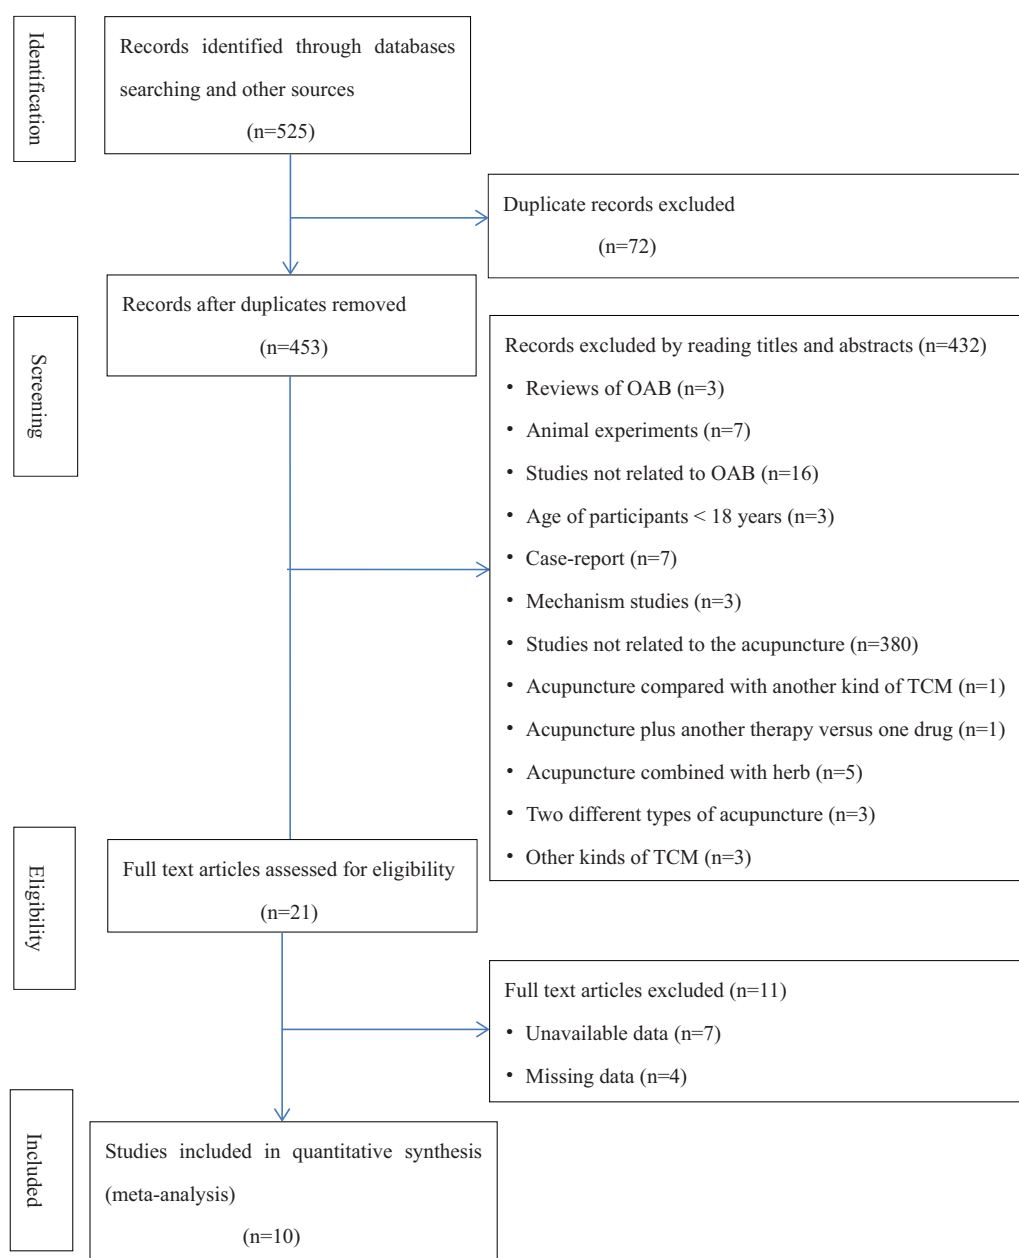 Identification
Records identified through databases
searching and other sources
(n=525)
Duplicate records excluded
(n=72)
Screening
Records after duplicates removed
(n=453)
Records excluded by reading titles and abstracts (n=432)
• Reviews of OAB (n=3)
• Animal experiments (n=7)
• Studies not related to OAB (n=16)
• Age of participants < 18 years (n=3)
• Case-report (n=7)
• Mechanism studies (n=3)
• Studies not related to the acupuncture (n=380)
• Acupuncture compared with another kind of TCM (n=1)
• Acupuncture plus another therapy versus one drug (n=1)
• Acupuncture combined with herb (n=5)
• Two different types of acupuncture (n=3)
• Other kinds of TCM (n=3)
Eligibility
Full text articles assessed for eligibility
(n=21)
Full text articles excluded (n=11)
• Unavailable data (n=7)
• Missing data (n=4)
Included
Studies included in quantitative synthesis
(meta-analysis)
(n=10)